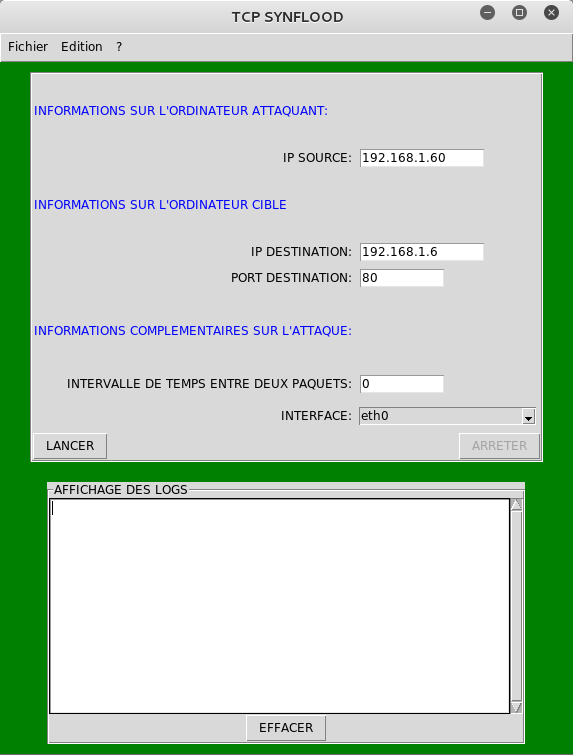 TCP SYNFLOOD
Fichier Edition ?
INFORMATIONS SUR L'ORDINATEUR ATTAQUANT:
IP SOURCE: 192.168.1.60
INFORMATIONS SUR L'ORDINATEUR CIBLE
IP DESTINATION: 192.168.1.6
PORT DESTINATION: 80
INFORMATIONS COMPLEMENTAIRES SUR L'ATTAQUE:
INTERVALLE DE TEMPS ENTRE DEUX PAQUETS: 0
INTERFACE: eth0
LANCER ARRETER
AFFICHAGE DES LOGS
EFFACER